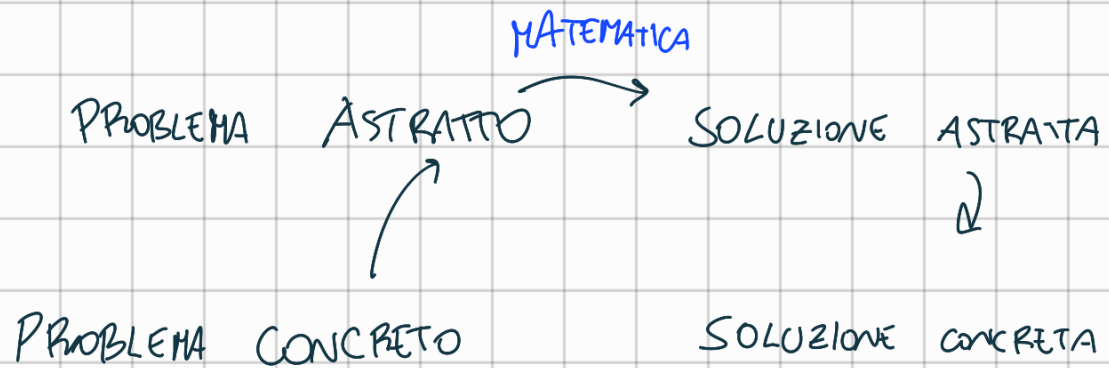 MATEMATICA
PROBLEMA ASTRATTO SOLUZIONE ASTRATTA
PROBLEMA CONCRETO SOLUZIONE CONCRETA